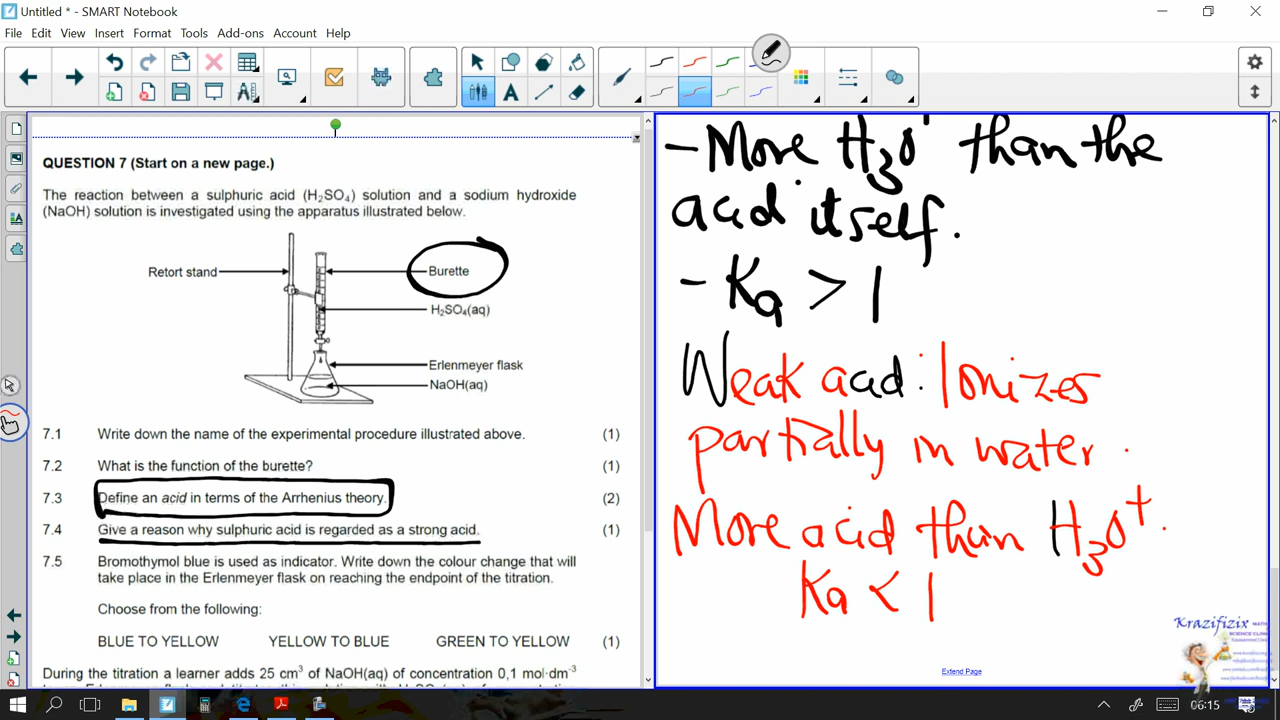 Untitled * - SMART Notebook
File Edit View Insert Format Tools Add-ons Account Help
QUESTION 7 (Start on a new page.)
The reaction between a sulphuric acid (H₂SO₄) solution and a sodium hydroxide
(NaOH) solution is investigated using the apparatus illustrated below.
Retort stand
Burette
H₂SO₄(aq)
Erlenmeyer flask
NaOH(aq)
7.1 Write down the name of the experimental procedure illustrated above. (1)
7.2 What is the function of the burette? (1)
7.3 Define an acid in terms of the Arrhenius theory. (2)
7.4 Give a reason why sulphuric acid is regarded as a strong acid. (1)
7.5 Bromothymol blue is used as indicator. Write down the colour change that will
take place in the Erlenmeyer flask on reaching the endpoint of the titration.
Choose from the following:
BLUE TO YELLOW YELLOW TO BLUE GREEN TO YELLOW (1)
During the titration a learner adds 25 cm³ of NaOH(aq) of concentration 0,1 mol·dm⁻³
- More H₃O⁺ than the
acid itself.
- Ka > 1
Weak acid : Ionizes
partially in water.
More acid than H₃O⁺.
Ka < 1
Krazifizix MATH
SCIENCE CLINIC
Extend Page
06:15